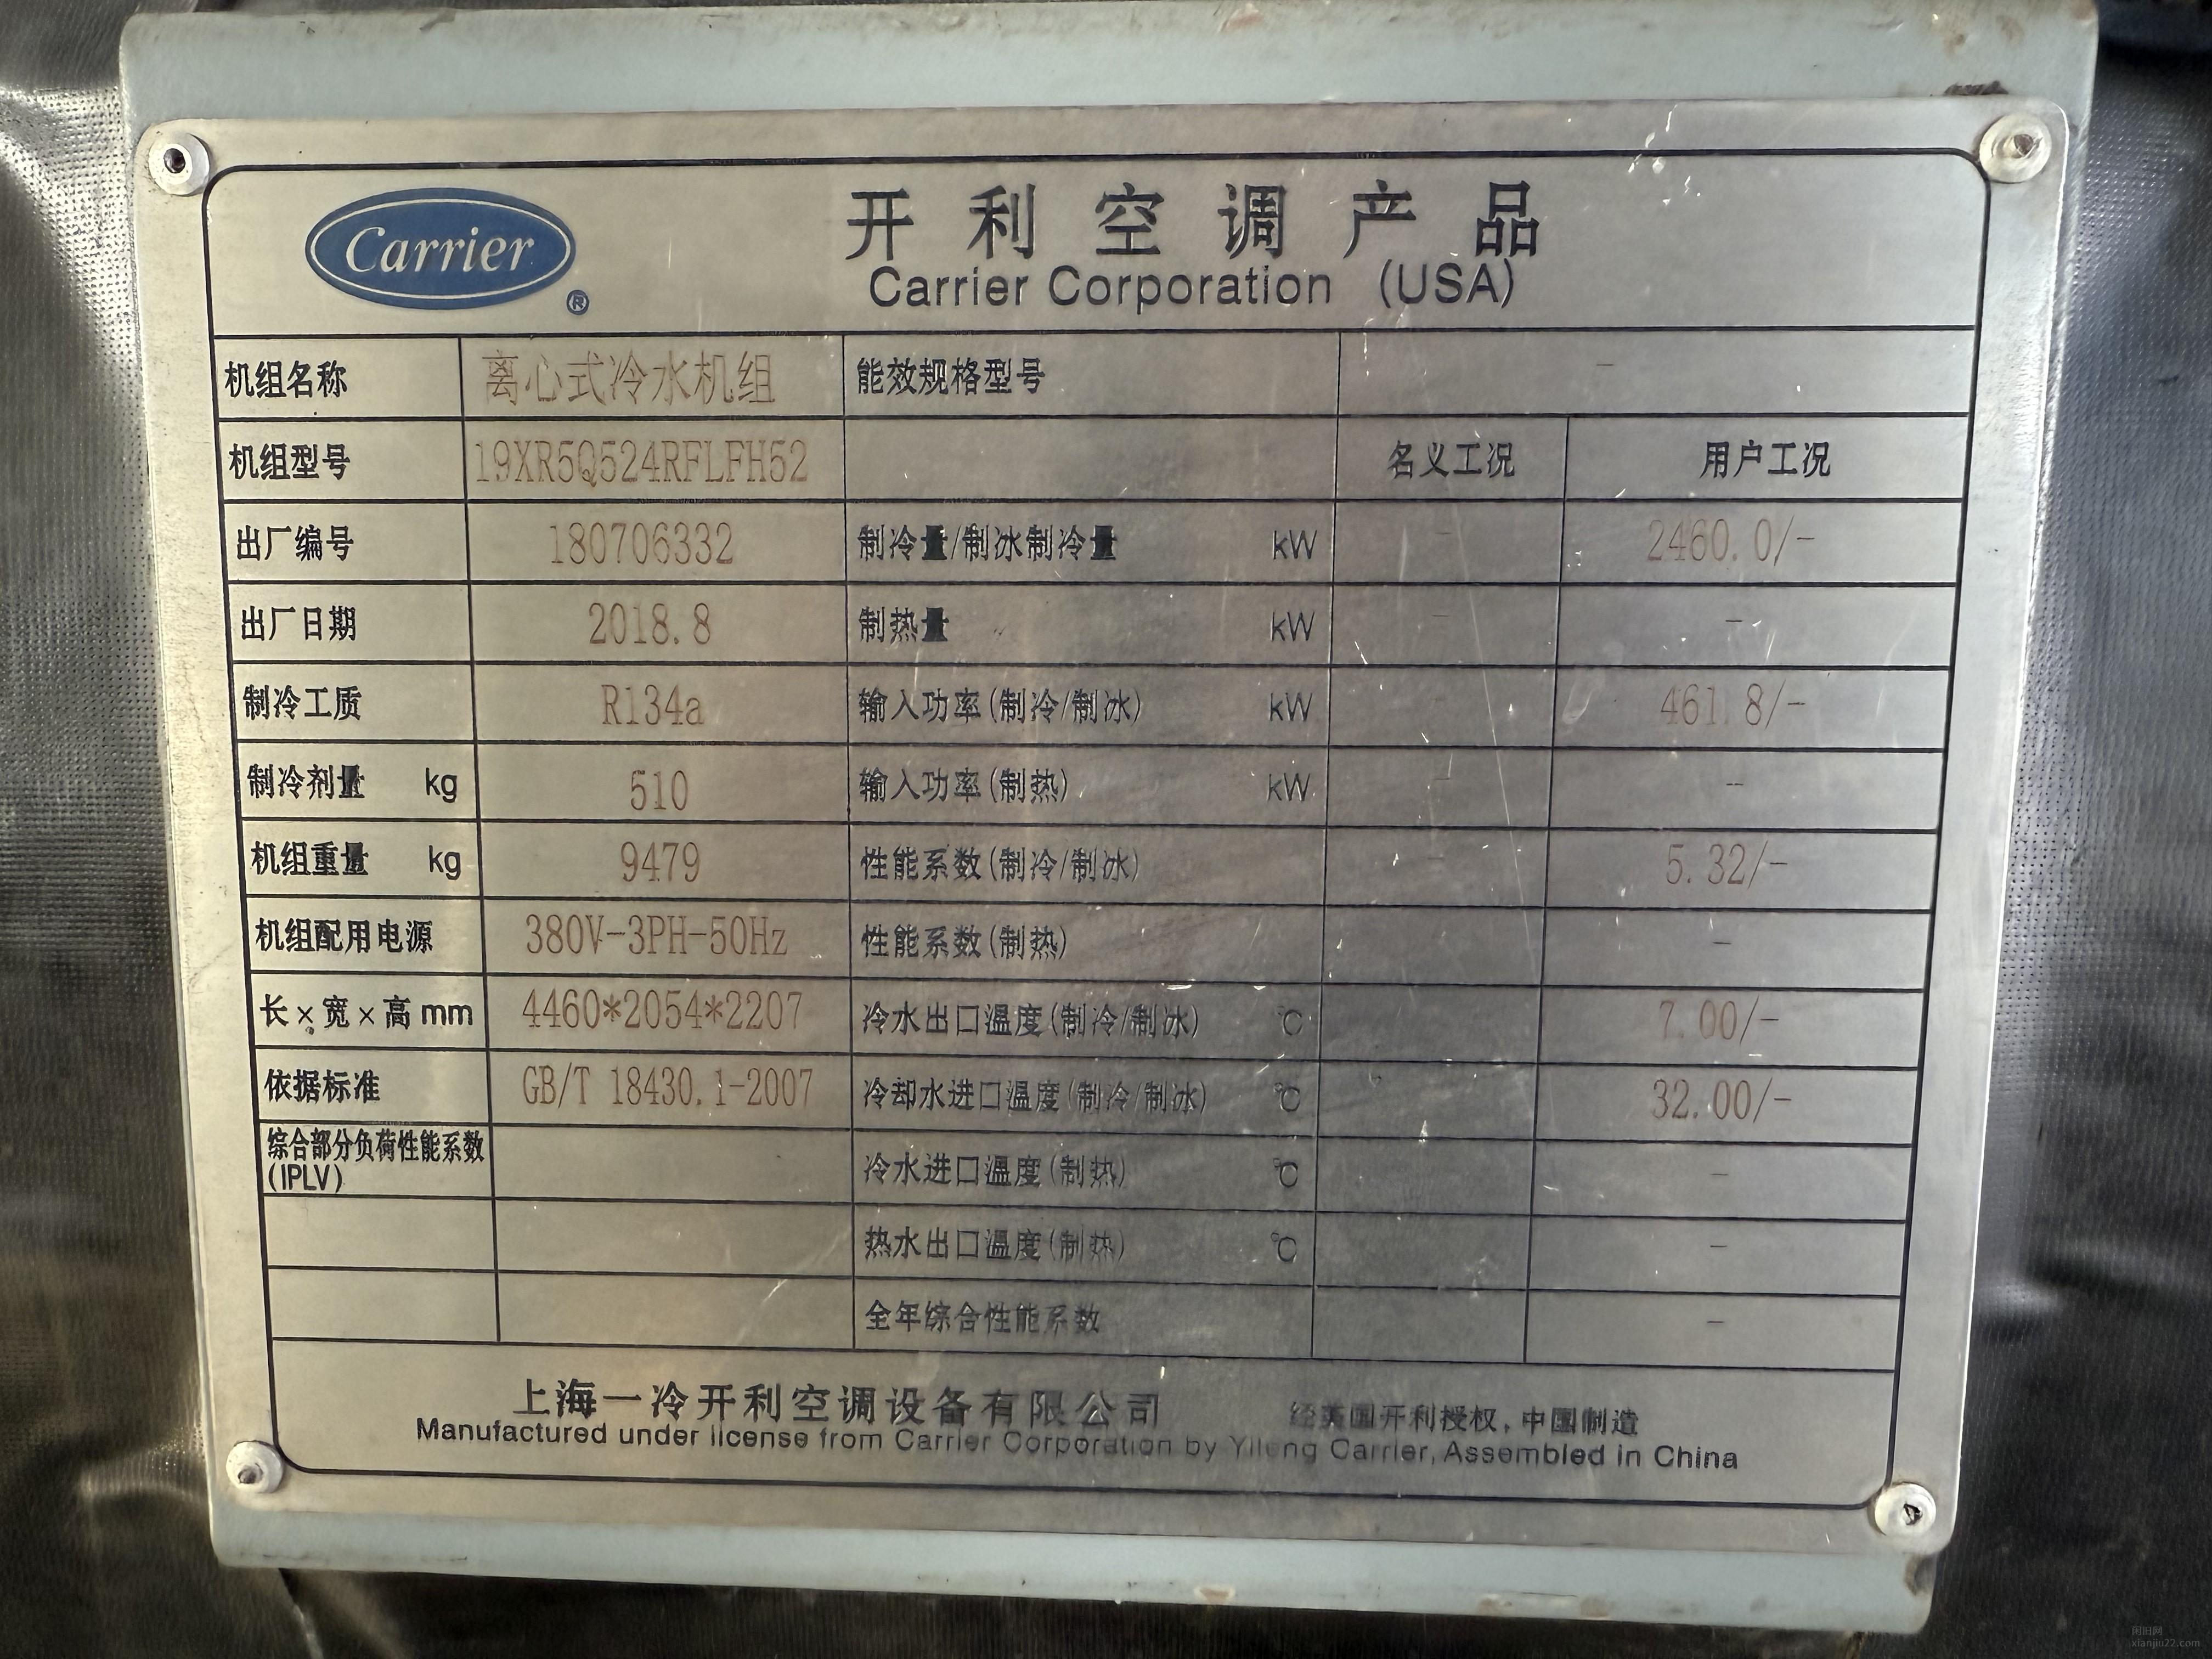 Carrier
®
开利空调产品
Carrier Corporation (USA)
机组名称 离心式冷水机组 能效规格型号 -
机组型号 19XR5Q524RFLFH52 名义工况 用户工况
出厂编号 180706332 制冷量/制冰制冷量 kW - 2460.0/-
出厂日期 2018.8 制热量 kW - -
制冷工质 R134a 输入功率(制冷/制冰) kW - 461.8/-
制冷剂量 kg 510 输入功率(制热) kW - -
机组重量 kg 9479 性能系数(制冷/制冰) - 5.32/-
机组配用电源 380V-3PH-50Hz 性能系数(制热) -
长×宽×高 mm 4460*2054*2207 冷水出口温度(制冷/制冰) ℃ 7.00/-
依据标准 GB/T 18430.1-2007 冷却水进口温度(制冷/制冰) ℃ 32.00/-
综合部分负荷性能系数 冷水进口温度(制热) ℃ -
(IPLV)
热水出口温度(制热) ℃ -
全年综合性能系数 -
上海一冷开利空调设备有限公司 经美国开利授权,中国制造
Manufactured under license from Carrier Corporation by Yileng Carrier, Assembled in China
闲旧网
xianjiu22.com